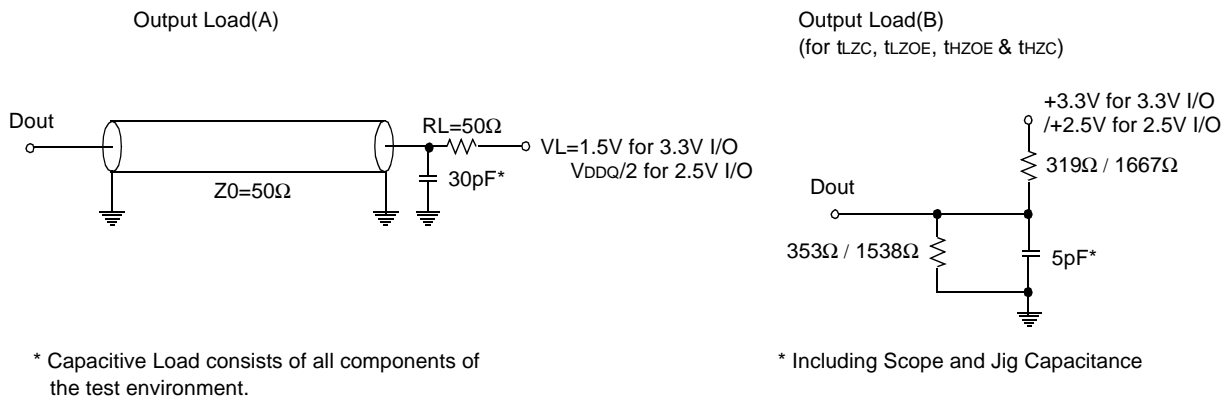 Output Load(A)
Dout
Z0=50Ω
RL=50Ω
30pF*
VL=1.5V for 3.3V I/O
VDDQ/2 for 2.5V I/O
* Capacitive Load consists of all components of
the test environment.
Output Load(B)
(for tLZC, tLZOE, tHZOE & tHZC)
+3.3V for 3.3V I/O
/+2.5V for 2.5V I/O
319Ω / 1667Ω
Dout
353Ω / 1538Ω
5pF*
* Including Scope and Jig Capacitance